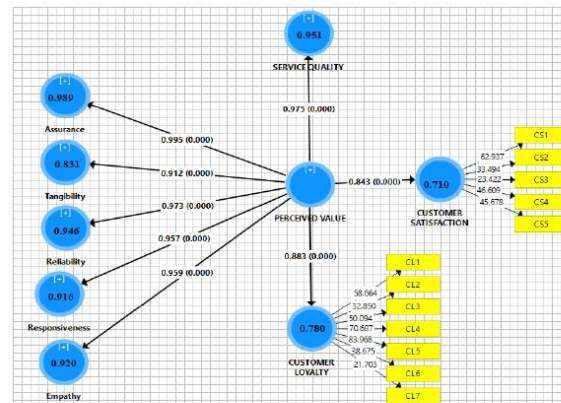 [+]
0.951
SERVICE QUALITY
[+]
0.989
Assurance
0.975 (0.000)
0.995 (0.000)
[+]
0.831
Tangibility
0.912 (0.000)
[+]
0.946
Reliability
0.973 (0.000)
[+]
0.916
Responsiveness
0.957 (0.000)
[+]
0.920
Empathy
0.959 (0.000)
[+]
PERCEIVED VALUE
0.843 (0.000)
[+]
0.710
CUSTOMER
SATISFACTION
62.937
33.494
23.422
46.609
45.678
CS1
CS2
CS3
CS4
CS5
0.883 (0.000)
[+]
0.780
CUSTOMER
LOYALTY
58.664
32.890
50.094
70.687
83.968
38.675
21.703
CL1
CL2
CL3
CL4
CL5
CL6
CL7